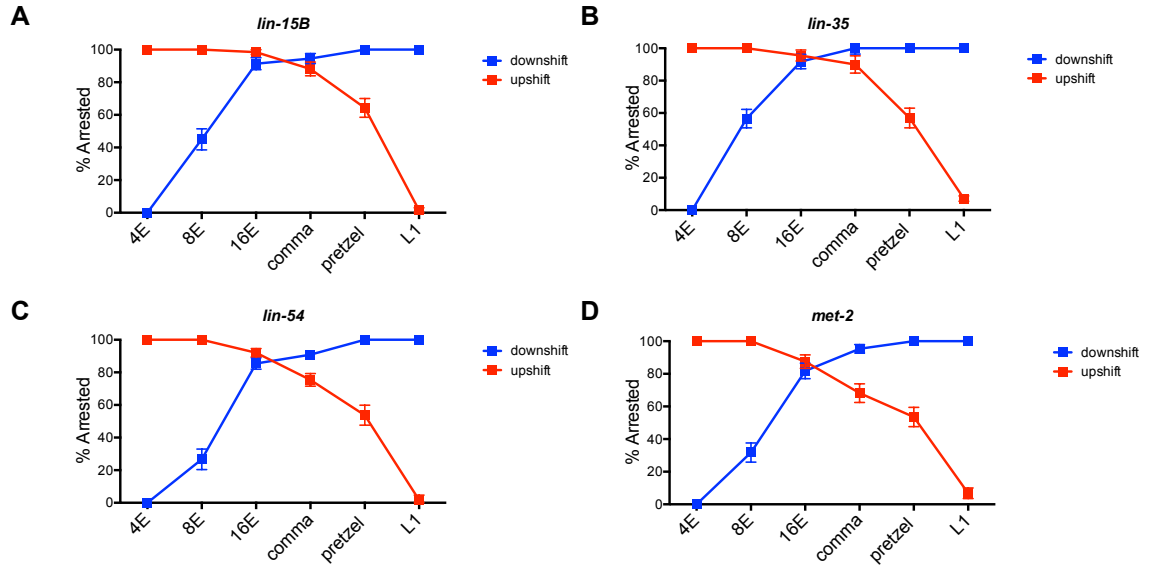 A
lin-15B
% Arrested
100
80
60
40
20
0
4E
8E
16E
comma
pretzel
L1
downshift
upshift
B
lin-35
% Arrested
100
80
60
40
20
0
4E
8E
16E
comma
pretzel
L1
downshift
upshift
C
lin-54
% Arrested
100
80
60
40
20
0
4E
8E
16E
comma
pretzel
L1
downshift
upshift
D
met-2
% Arrested
100
80
60
40
20
0
4E
8E
16E
comma
pretzel
L1
downshift
upshift